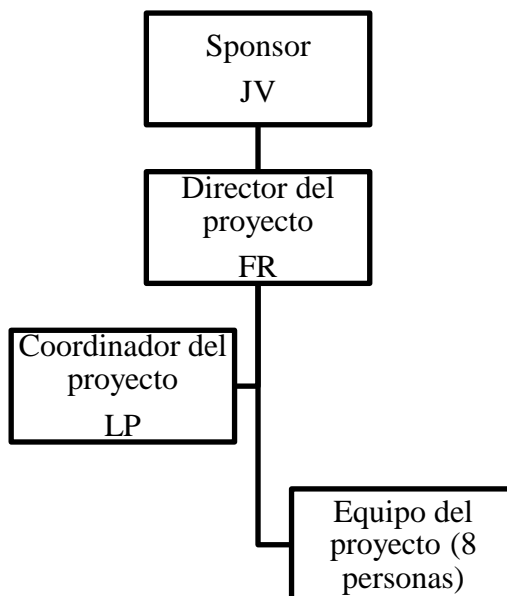 Sponsor
JV
Director del
proyecto
FR
Coordinador del
proyecto
LP
Equipo del
proyecto (8
personas)